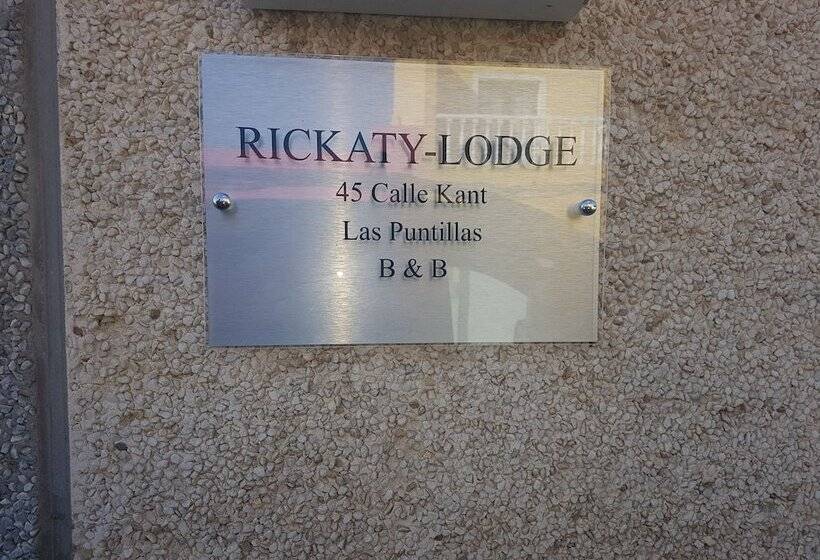 RICKATY-LODGE
45 Calle Kant
Las Puntillas
B & B